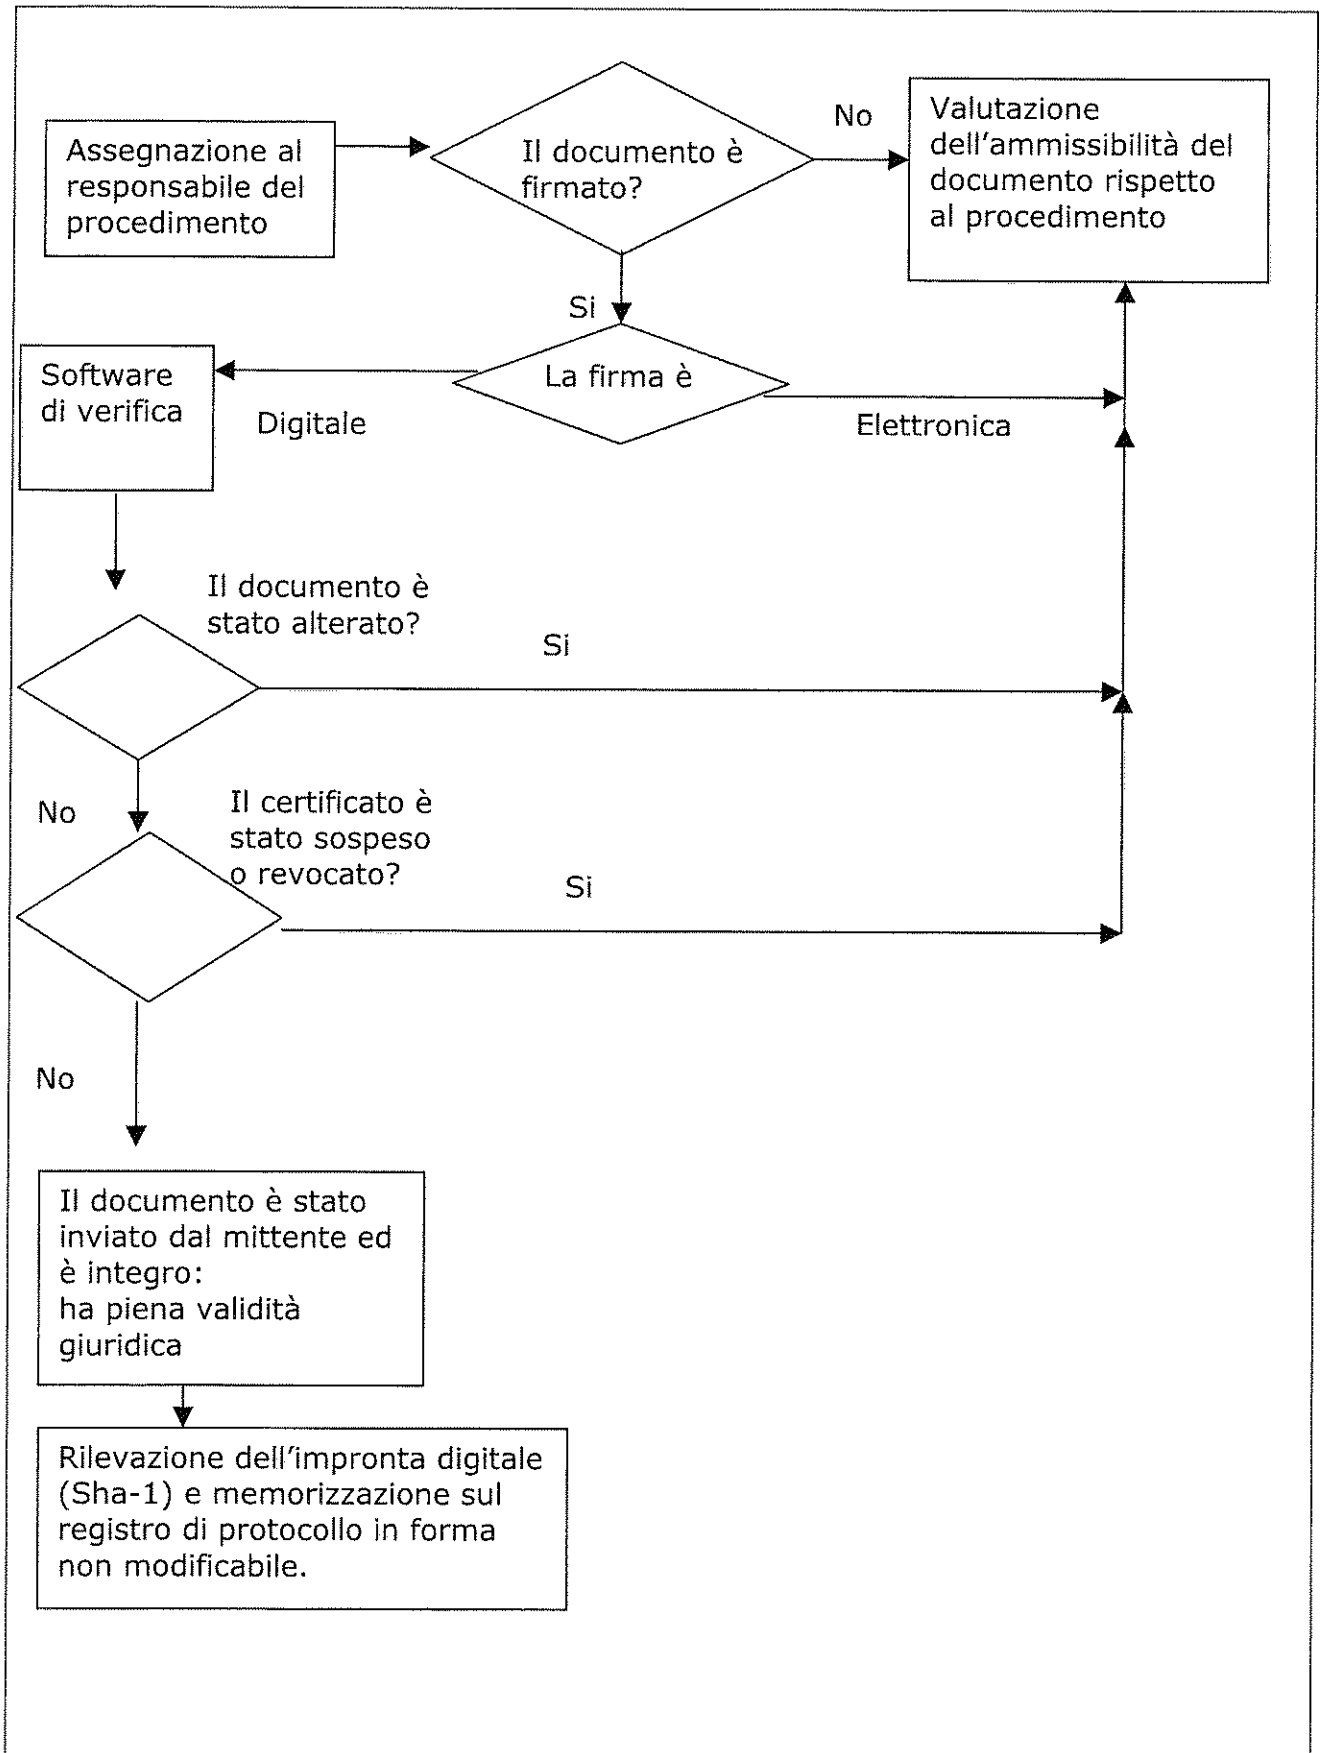 Assegnazione al
responsabile del
procedimento
Il documento è
firmato?
No
Valutazione
dell'ammissibilità del
documento rispetto
al procedimento
Si
La firma è
Software
di verifica
Digitale
Elettronica
Il documento è
stato alterato?
Si
No
Il certificato è
stato sospeso
o revocato?
Si
No
Il documento è stato
inviato dal mittente ed
è integro:
ha piena validità
giuridica
Rilevazione dell'impronta digitale
(Sha-1) e memorizzazione sul
registro di protocollo in forma
non modificabile.